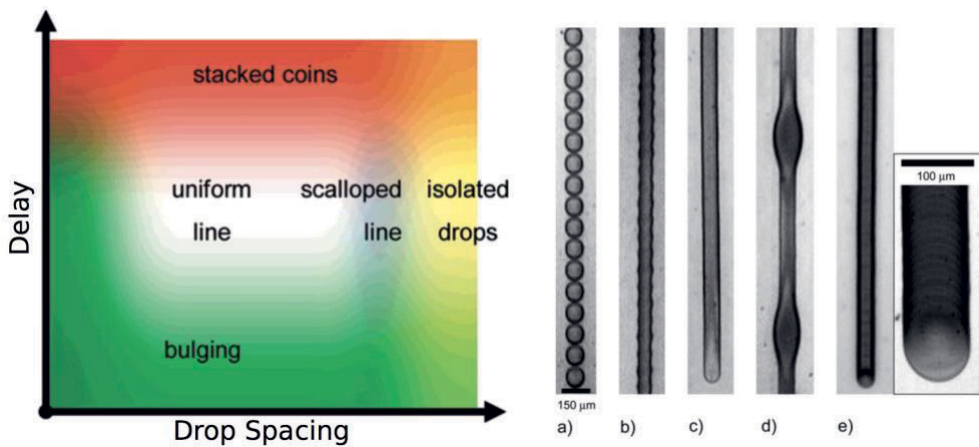 stacked coins
uniform scalloped isolated
line line drops
bulging
Delay
Drop Spacing
100 µm
150 µm
a) b) c) d) e)